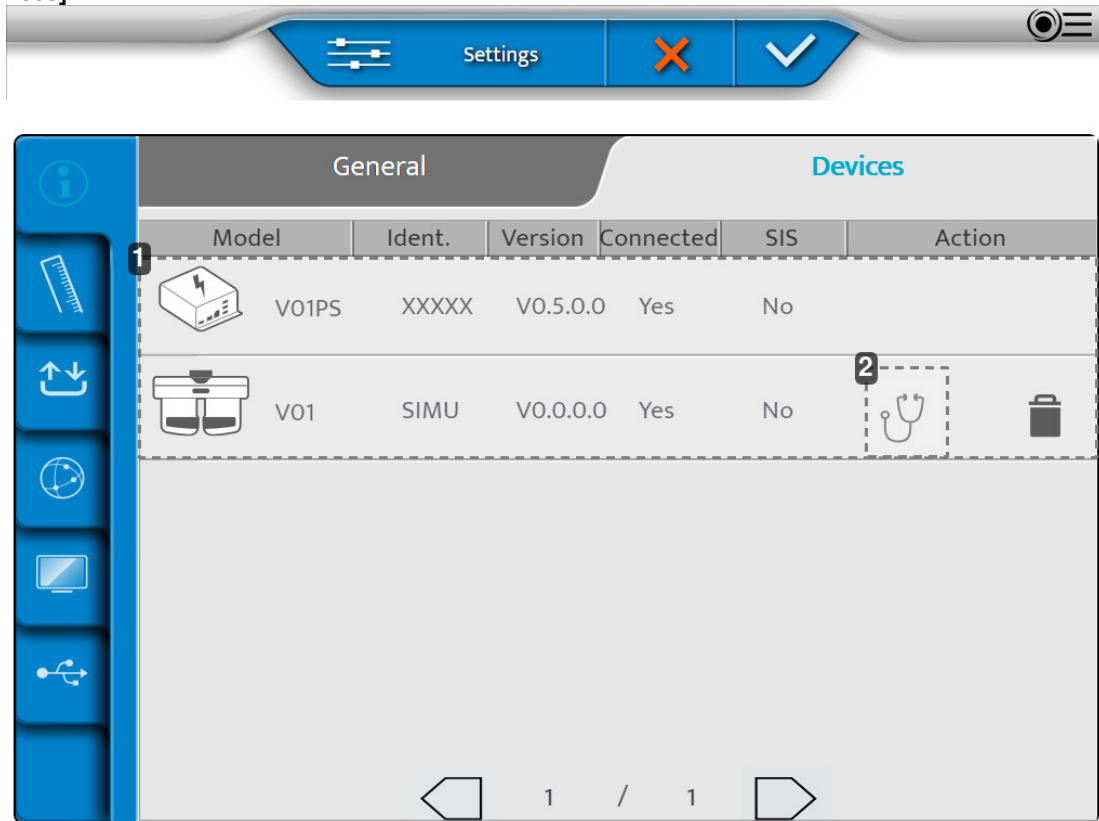 Settings
General Devices
Model Ident. Version Connected SIS Action
1
V01PS XXXXX V0.5.0.0 Yes No
2
V01 SIMU V0.0.0.0 Yes No
1 / 1